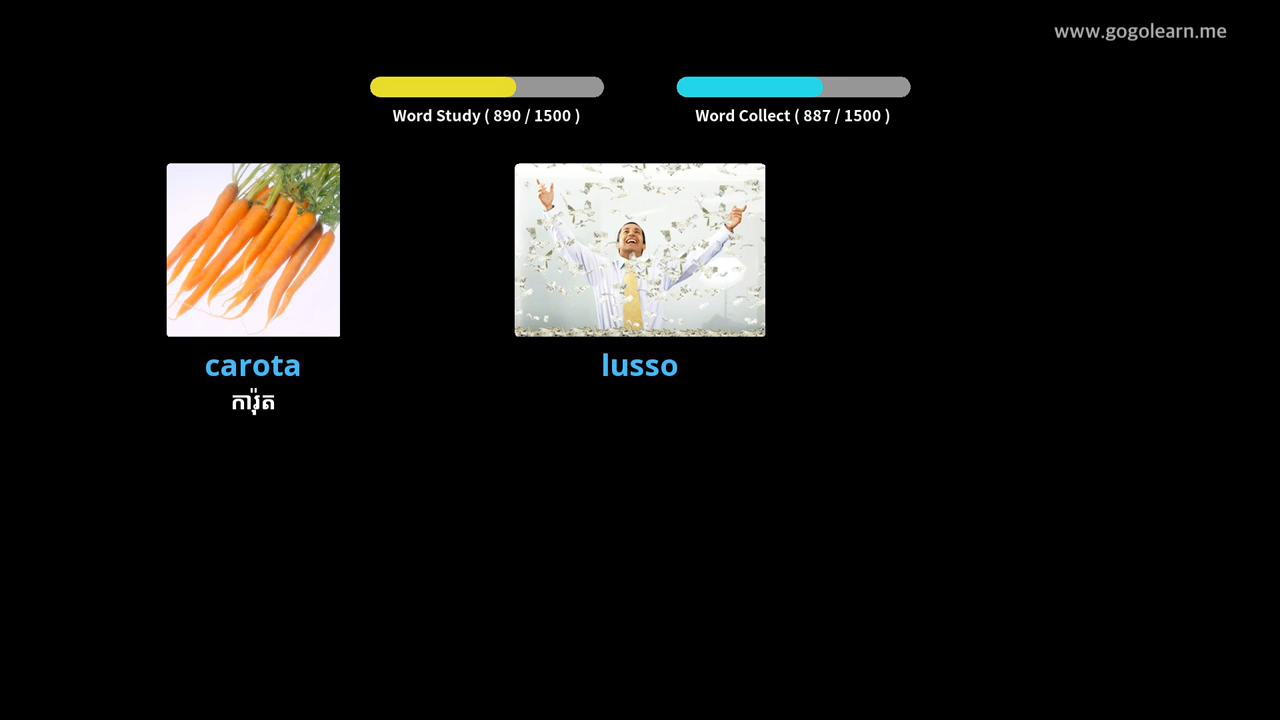 www.gogolearn.me
Word Study ( 890 / 1500 )
Word Collect ( 887 / 1500 )
carota
ការ៉ុត
lusso